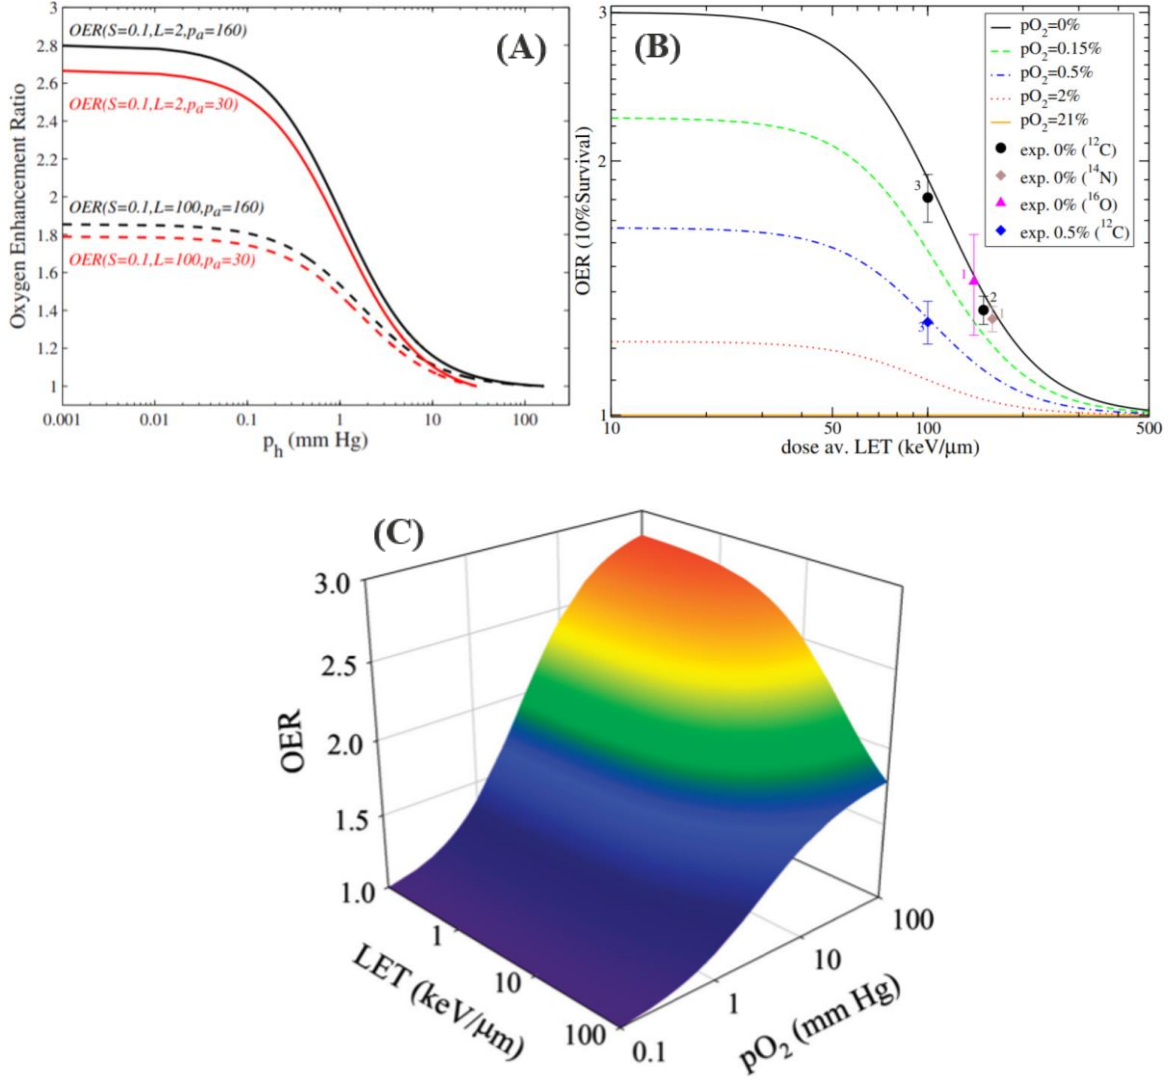 (A)
3
2.8
2.6
2.4
2.2
2
1.8
1.6
1.4
1.2
1
Oxygen Enhancement Ratio
OER(S=0.1,L=2,pa=160)
OER(S=0.1,L=2,pa=30)
OER(S=0.1,L=100,pa=160)
OER(S=0.1,L=100,pa=30)
0.001 0.01 0.1 1 10 100
ph (mm Hg)
(B)
3
2
1
OER (10%Survival)
pO2=0%
pO2=0.15%
pO2=0.5%
pO2=2%
pO2=21%
exp. 0% (12C)
exp. 0% (14N)
exp. 0% (16O)
exp. 0.5% (12C)
3
1
2
1
3
10 50 100 500
dose av. LET (keV/μm)
(C)
3.0
2.5
2.0
1.5
1.0
OER
1
10
100
LET (keV/μm)
0.1
1
10
100
pO2 (mm Hg)